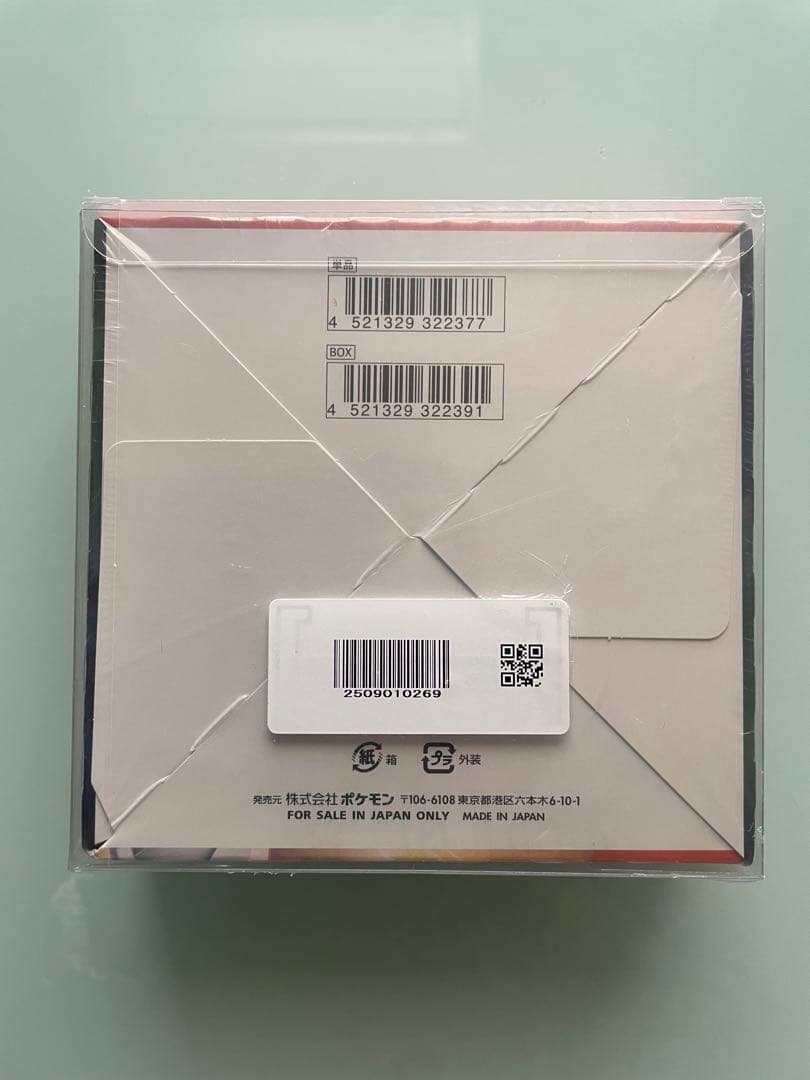 単品
4 521329 322377
BOX
4 521329 322391
2509010269
紙 箱 プラ 外装
発売元 株式会社 ポケモン 〒106-6108 東京都港区六本木6-10-1
FOR SALE IN JAPAN ONLY MADE IN JAPAN